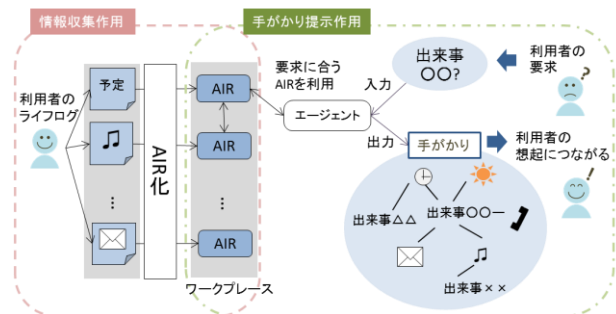 情報収集作用
手がかり提示作用
利用者の
ライフログ
予定
AIR化
AIR
AIR
AIR
ワークプレース
要求に合う
AIRを利用
エージェント
入力
出力
出来事
〇〇?
利用者の
要求
?
手がかり
利用者の
想起につながる
!
出来事△△
出来事〇〇
出来事××